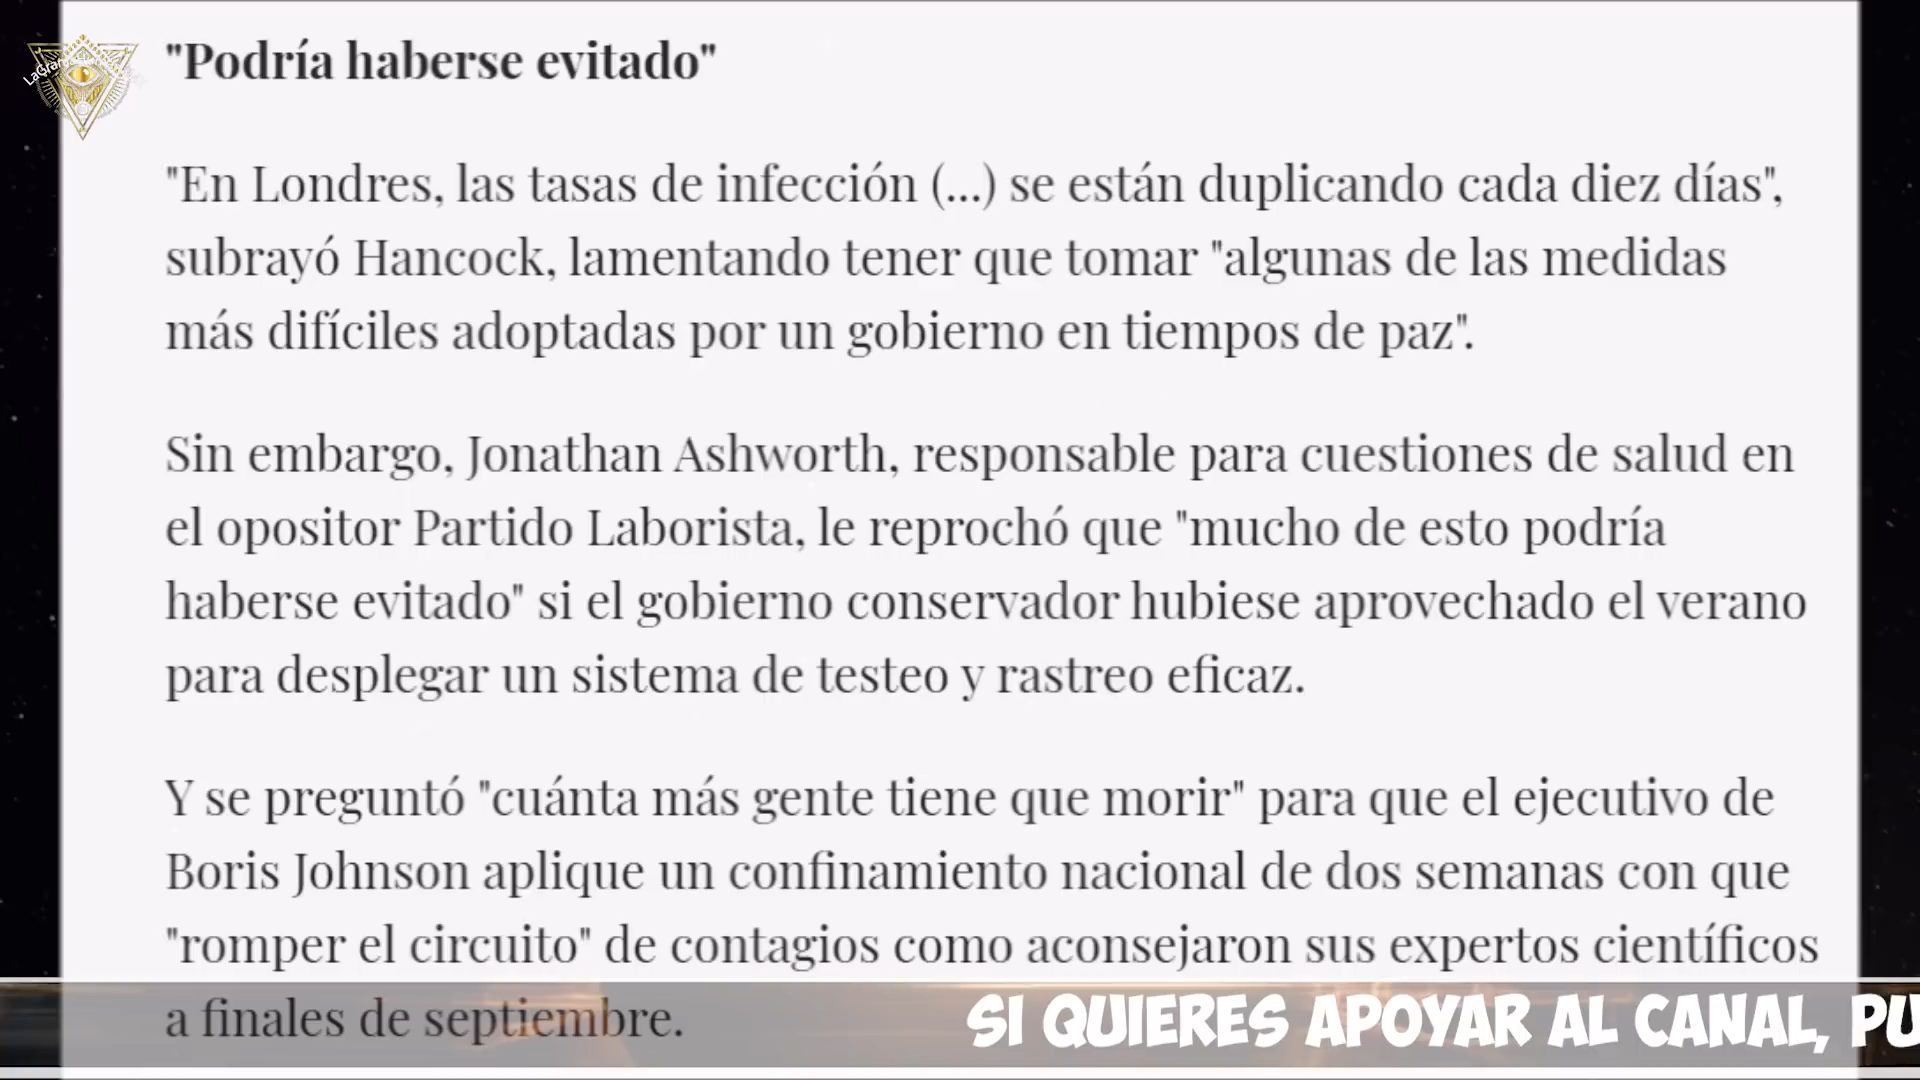 "Podría haberse evitado"
"En Londres, las tasas de infección (...) se están duplicando cada diez días",
subrayó Hancock, lamentando tener que tomar "algunas de las medidas
más difíciles adoptadas por un gobierno en tiempos de paz".
Sin embargo, Jonathan Ashworth, responsable para cuestiones de salud en
el opositor Partido Laborista, le reprochó que "mucho de esto podría
haberse evitado" si el gobierno conservador hubiese aprovechado el verano
para desplegar un sistema de testeo y rastreo eficaz.
Y se preguntó "cuánta más gente tiene que morir" para que el ejecutivo de
Boris Johnson aplique un confinamiento nacional de dos semanas con que
"romper el circuito" de contagios como aconsejaron sus expertos científicos
a finales de septiembre.
SI QUIERES APOYAR AL CANAL, PU